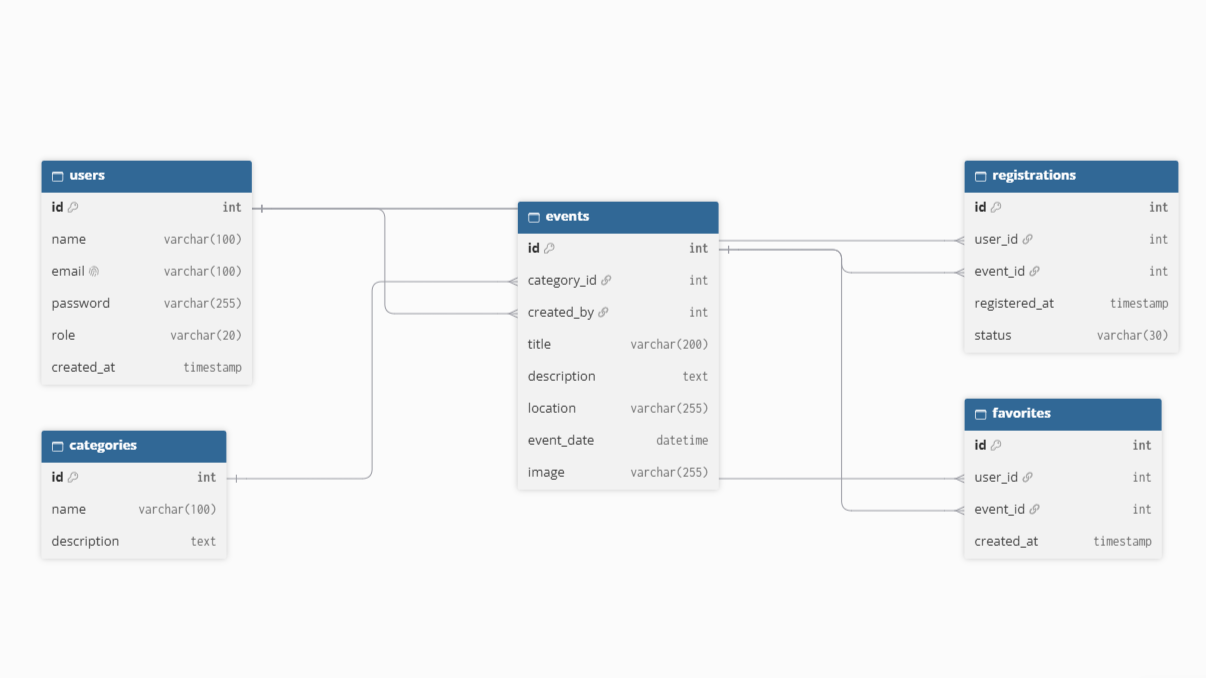 users
id int
name varchar(100)
email varchar(100)
password varchar(255)
role varchar(20)
created_at timestamp
categories
id int
name varchar(100)
description text
events
id int
category_id int
created_by int
title varchar(200)
description text
location varchar(255)
event_date datetime
image varchar(255)
registrations
id int
user_id int
event_id int
registered_at timestamp
status varchar(30)
favorites
id int
user_id int
event_id int
created_at timestamp